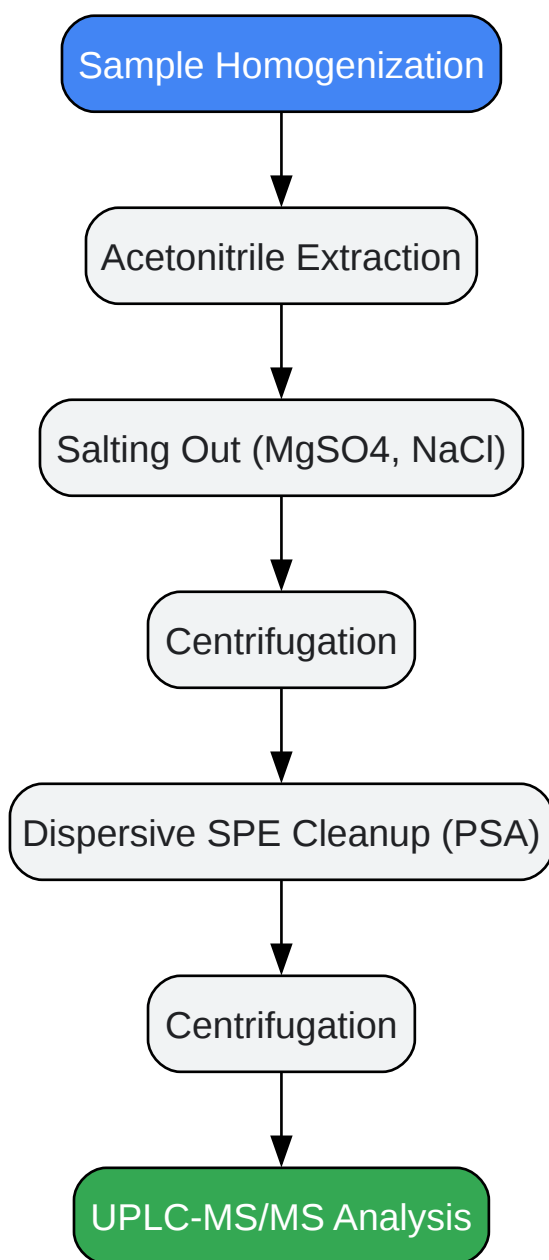 Sample Homogenization
Acetonitrile Extraction
Salting Out (MgSO4, NaCl)
Centrifugation
Dispersive SPE Cleanup (PSA)
Centrifugation
UPLC-MS/MS Analysis